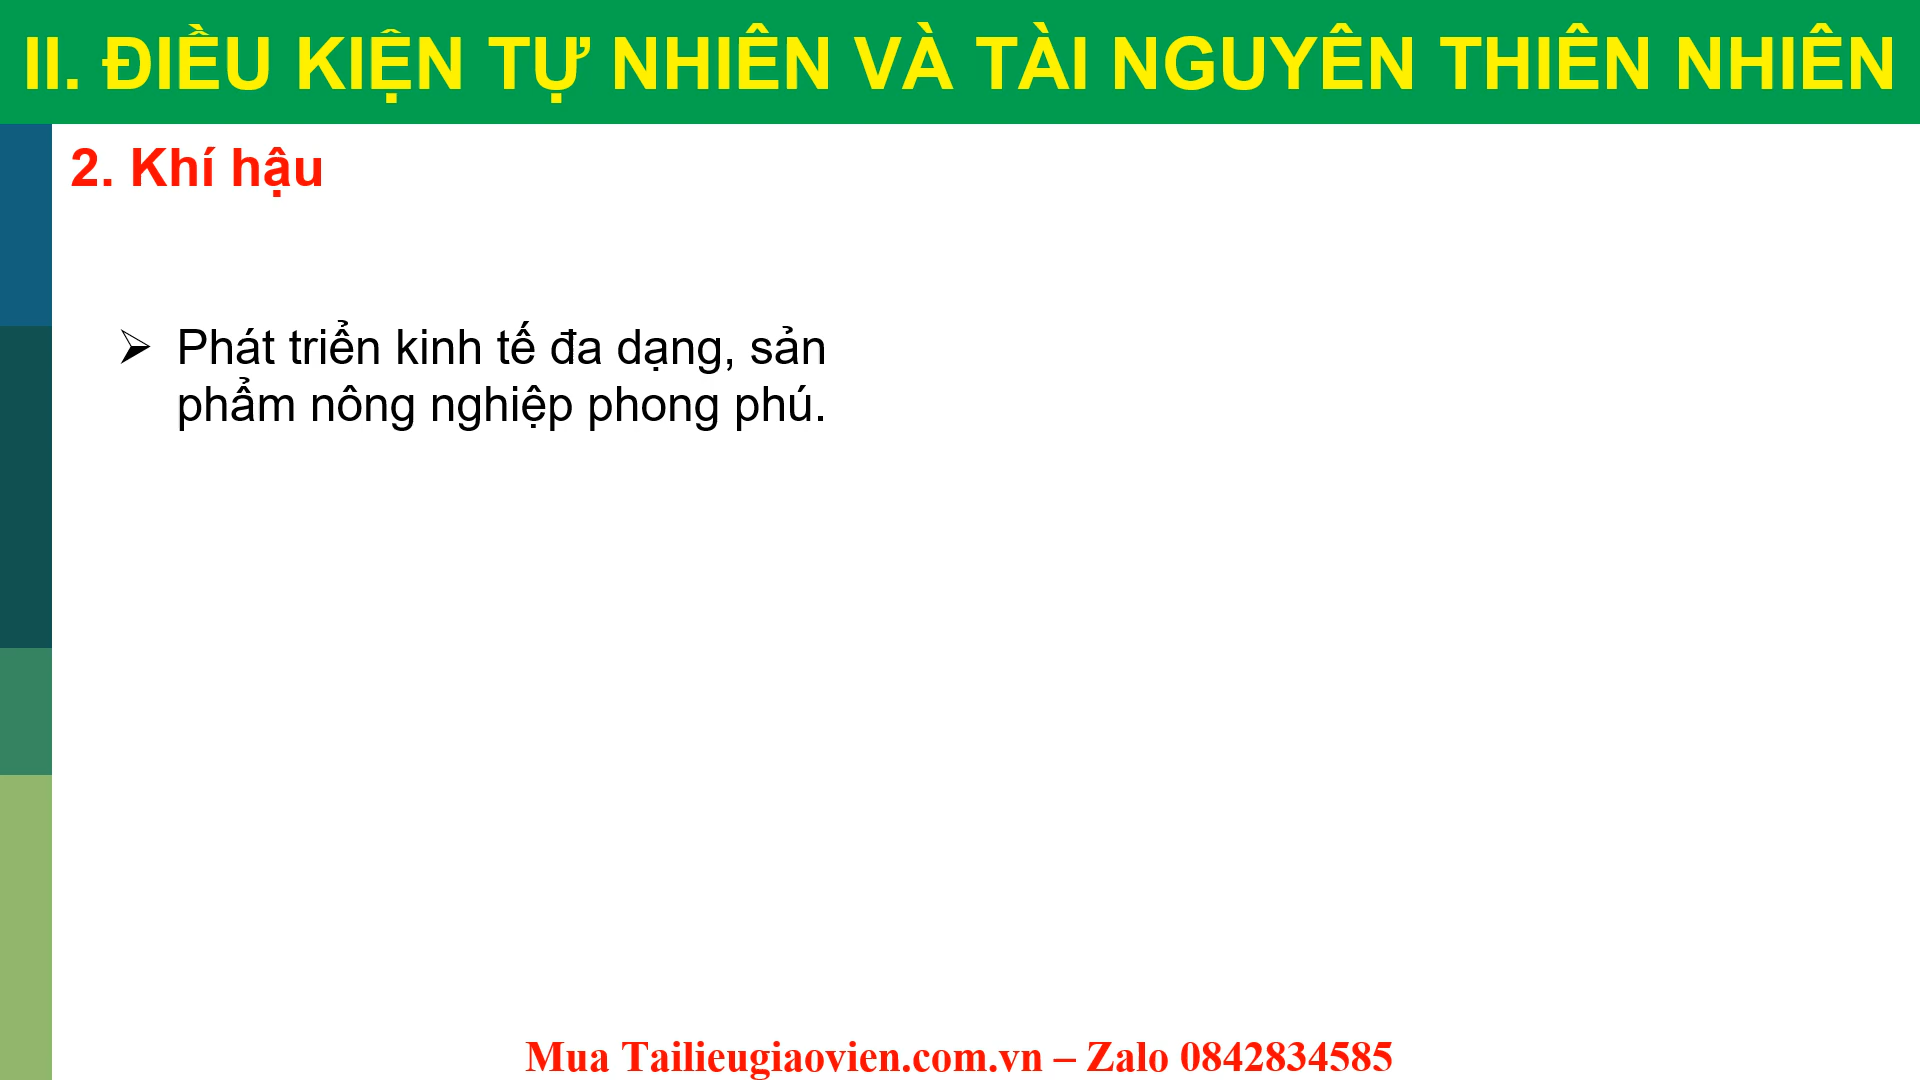 II. ĐIỀU KIỆN TỰ NHIÊN VÀ TÀI NGUYÊN THIÊN NHIÊN
2. Khí hậu
➢ Phát triển kinh tế đa dạng, sản
phẩm nông nghiệp phong phú.
Mua Tailieugiaovien.com.vn – Zalo 0842834585